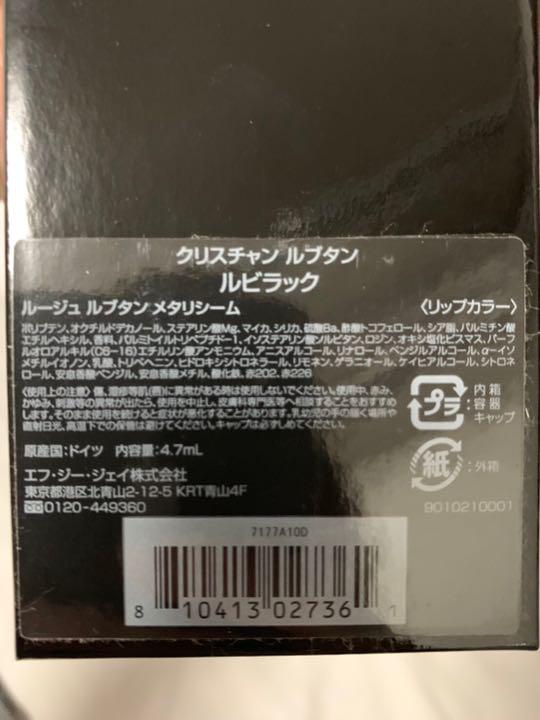 クリスチャン ルブタン
ルビラック
ルージュ ルブタン メタリシーム 〈リップカラー〉
ポリブテン、オクチルドデカノール、ステアリン酸Mg、マイカ、シリカ、硫酸Ba、酢酸トコフェロール、シア脂、パルミチン酸
エチルヘキシル、香料、パルミトイルトリペプチド-1、イソステアリン酸ソルビタン、ロジン、オキシ塩化ビスマス、パーフ
ルオロアルキル(C6-16)エチルリン酸アンモニウム、アニスアルコール、リナロール、ベンジルアルコール、α-イソ
メチルイオノン、乳酸、トリベヘニン、ヒドロキシシトロネラール、リモネン、ゲラニオール、ケイヒアルコール、シトロネ
ロール、安息香酸ベンジル、安息香酸メチル、酸化鉄、赤202、赤226
〈使用上の注意〉傷、湿疹等肌(唇)に異常がある時は使用しないでください。使用中、赤み、
かゆみ、刺激等の異常が出たら、使用を中止し、皮膚科専門医等へ相談することをおすすめ
します。そのまま使用を続けると症状が悪化することがあります。乳幼児の手の届く場所や
直射日光、高温下での保管は避けてください。キャップは必ずしめてください。
プラ
:内箱
:容器
キャップ
原産国:ドイツ 内容量:4.7mL
紙 :外箱
エフ・ジー・ジェイ株式会社
東京都港区北青山2-12-5 KRT青山4F
0120-449360
9010210001
7177A10D
8 10413 02736 1